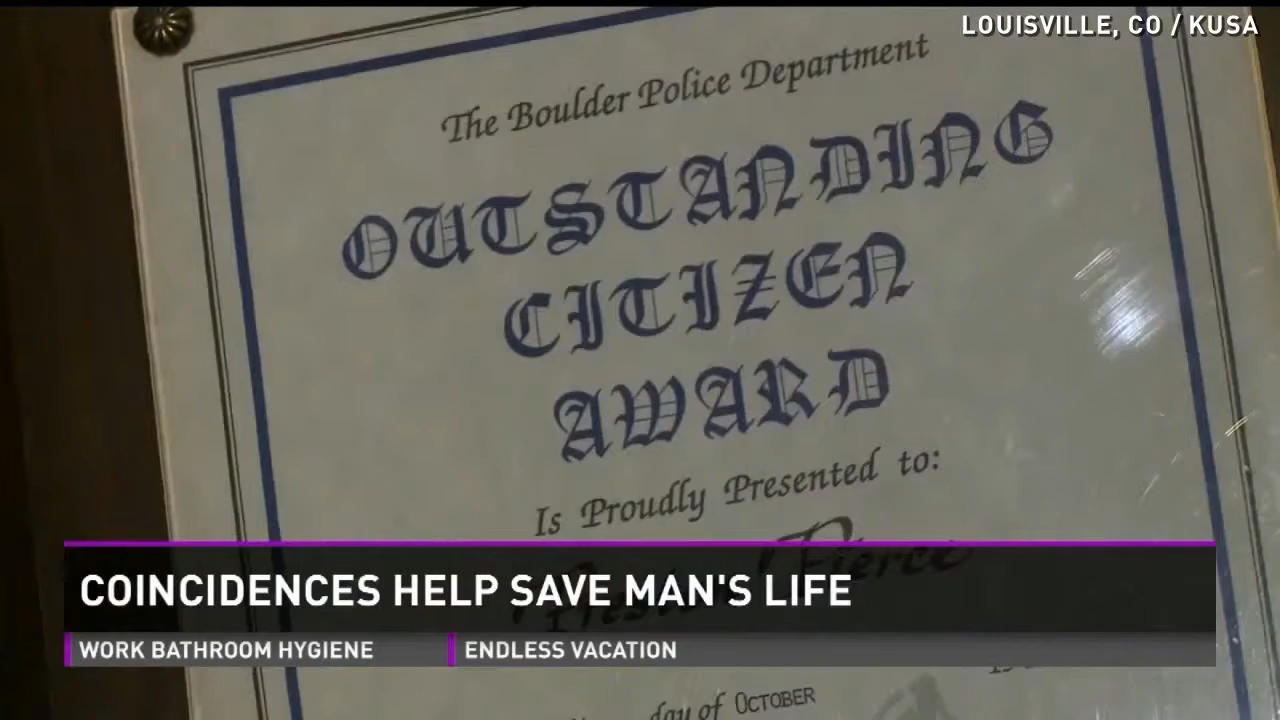 LOUISVILLE, CO / KUSA
The Boulder Police Department
OUTSTANDING
CITIZEN
AWARD
Is Proudly Presented to:
Pierce
COINCIDENCES HELP SAVE MAN'S LIFE
WORK BATHROOM HYGIENE
ENDLESS VACATION
day of OCTOBER